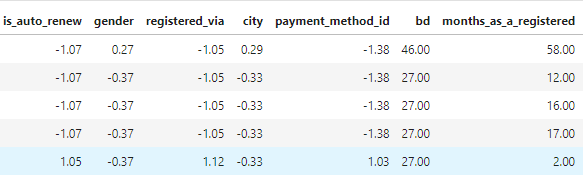 is_auto_renew gender registered_via city payment_method_id bd months_as_a_registered
-1.07 0.27 -1.05 0.29 -1.38 46.00 58.00
-1.07 -0.37 -1.05 -0.33 -1.38 27.00 12.00
-1.07 -0.37 -1.05 -0.33 -1.38 27.00 16.00
-1.07 -0.37 -1.05 -0.33 -1.38 27.00 17.00
1.05 -0.37 1.12 -0.33 1.03 27.00 2.00